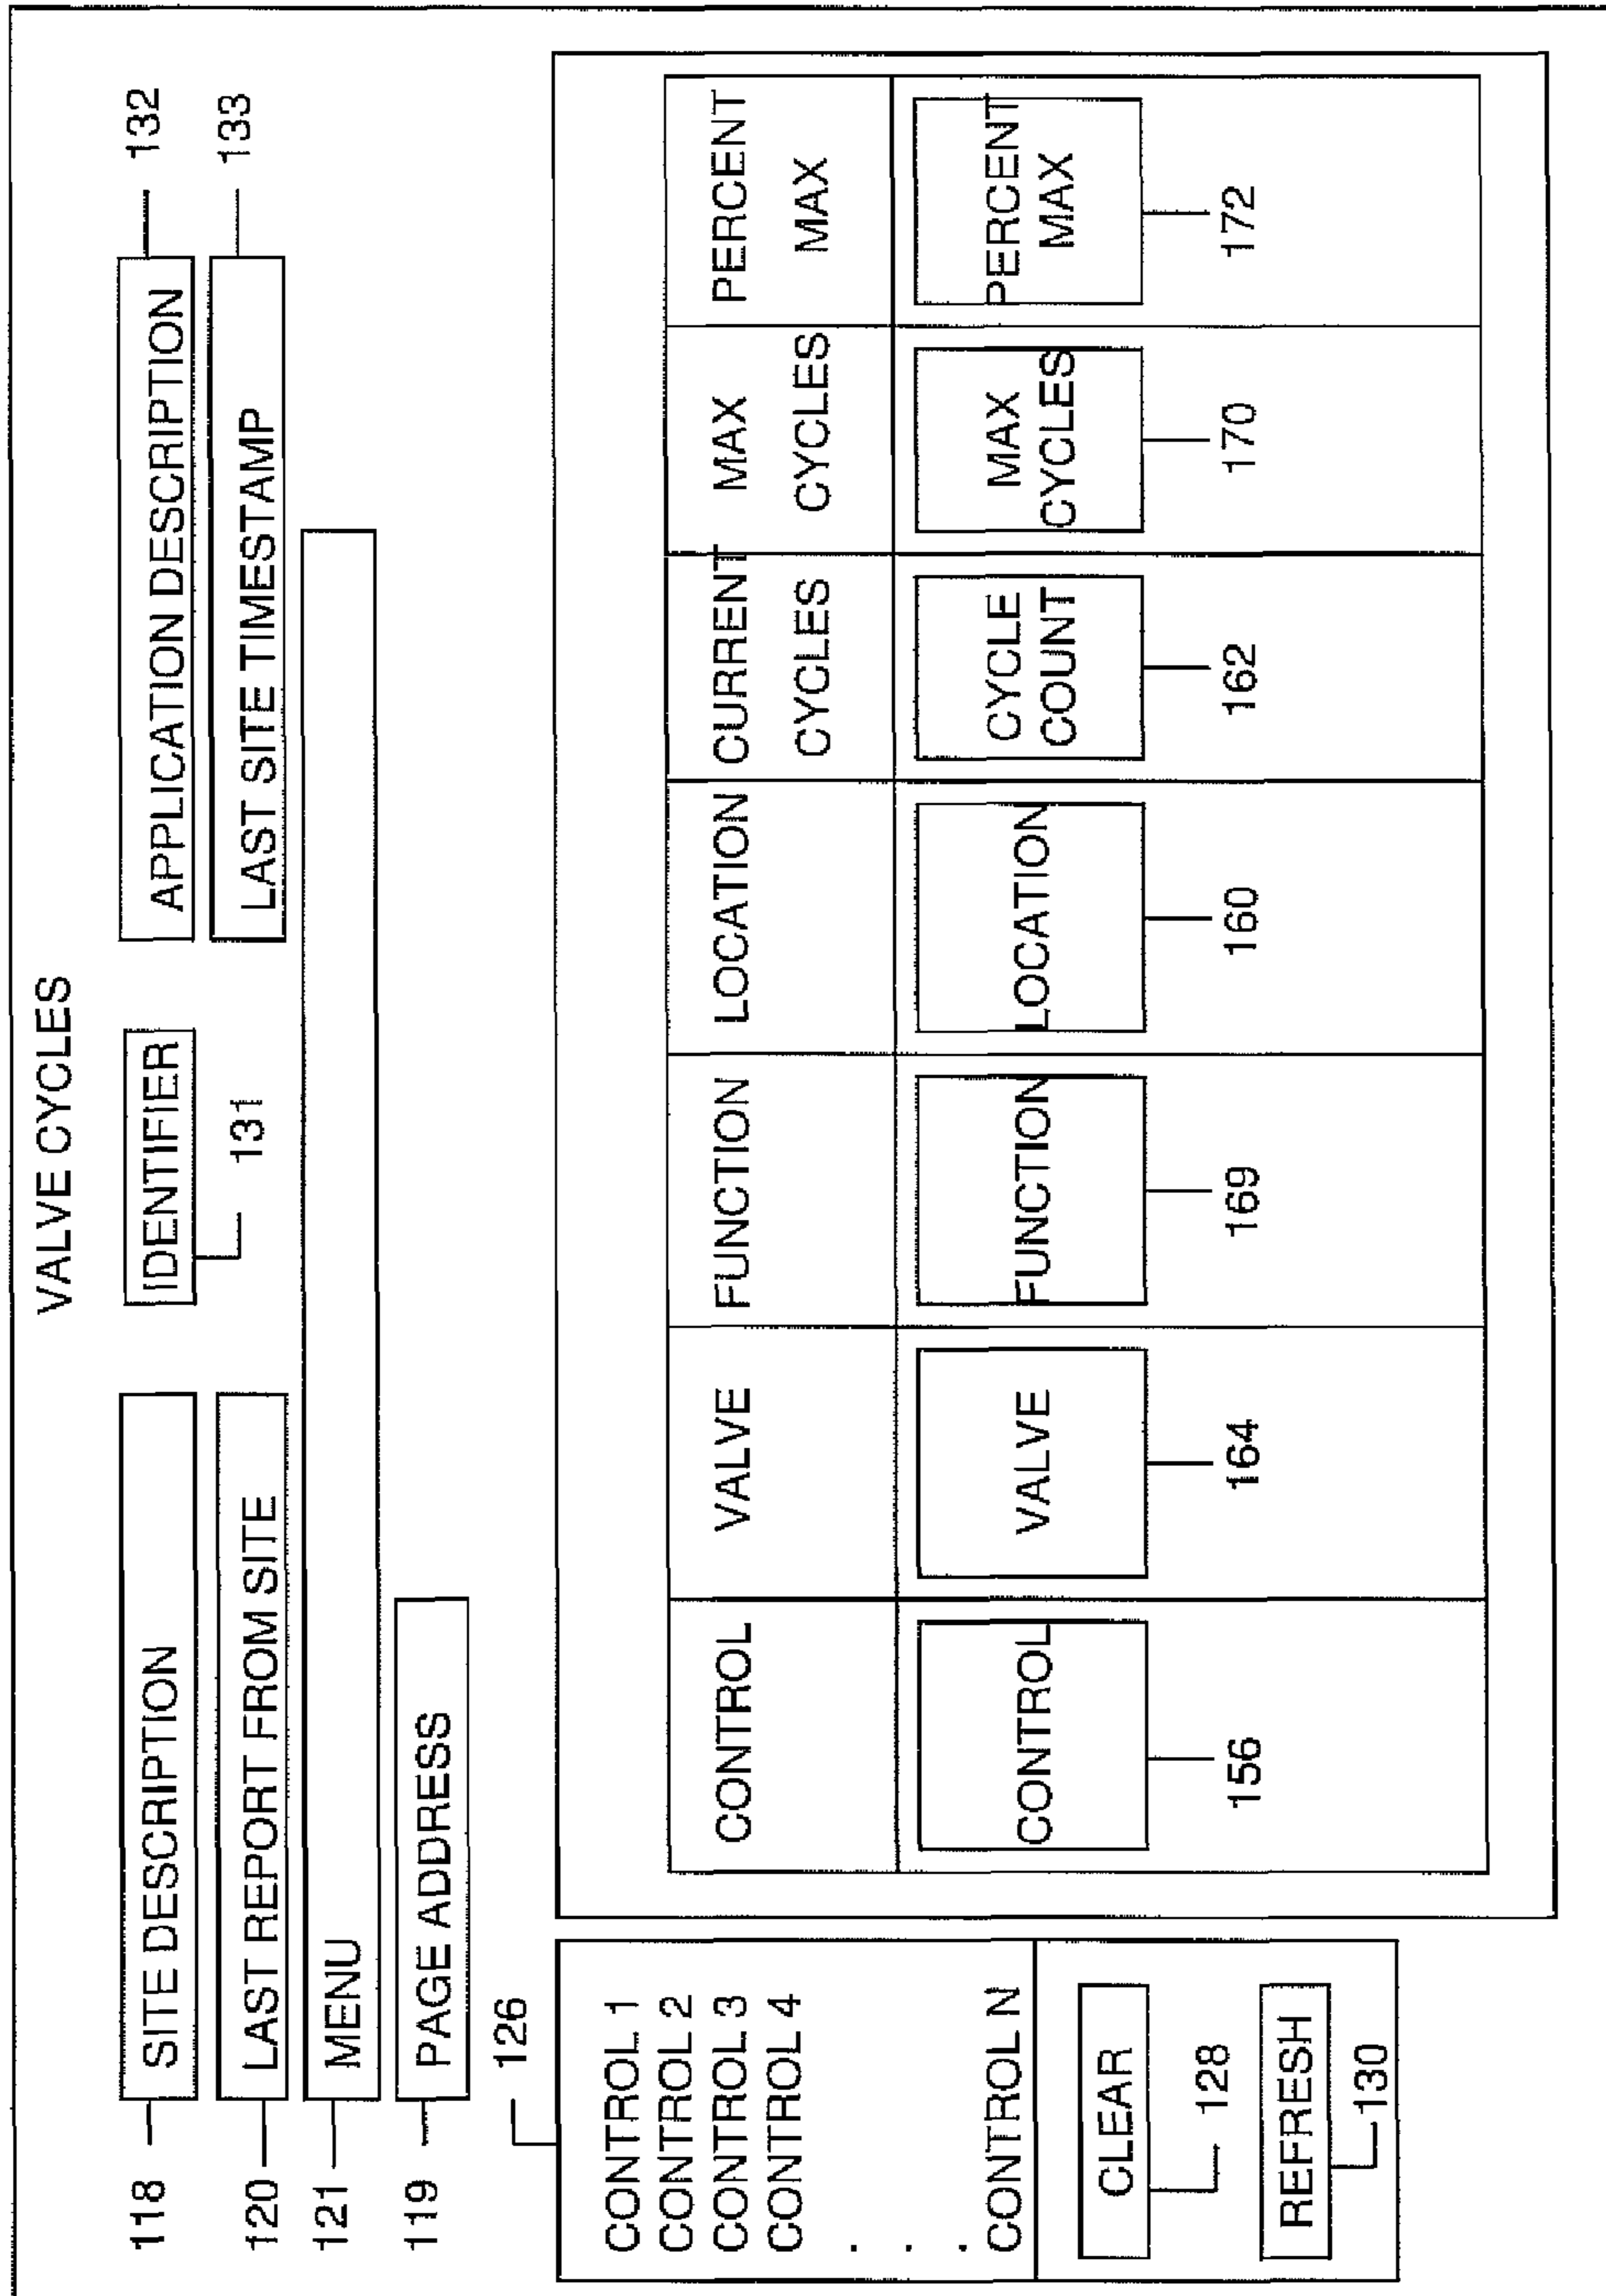 VALVE CYCLES
118
SITE DESCRIPTION
IDENTIFIER
131
APPLICATION DESCRIPTION
132
120
LAST REPORT FROM SITE
LAST SITE TIMESTAMP
133
121
MENU
119
PAGE ADDRESS
126
CONTROL 1
CONTROL 2
CONTROL 3
CONTROL 4
. . .
CONTROL N
CLEAR
128
REFRESH
130
CONTROL
VALVE
FUNCTION
LOCATION
CURRENT
CYCLES
MAX
CYCLES
PERCENT
MAX
CONTROL
VALVE
FUNCTION
LOCATION
CYCLE
COUNT
MAX
CYCLES
PERCENT
MAX
156
164
169
160
162
170
172